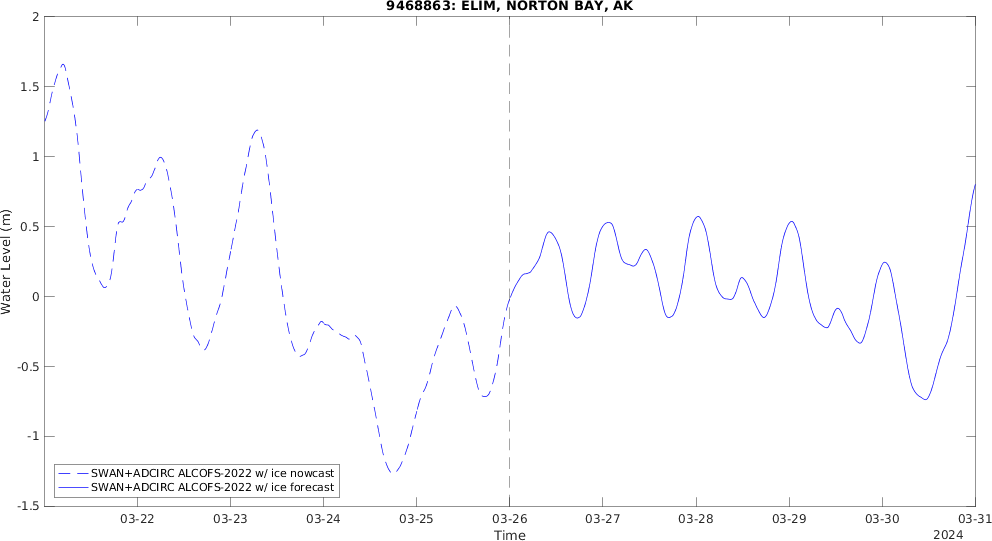 9468863: ELIM, NORTON BAY, AK
2
1.5
1
0.5
0
-0.5
-1
-1.5
Water Level (m)
SWAN+ADCIRC ALCOFS-2022 w/ ice nowcast
SWAN+ADCIRC ALCOFS-2022 w/ ice forecast
03-22 03-23 03-24 03-25 03-26 03-27 03-28 03-29 03-30 03-31
Time
2024